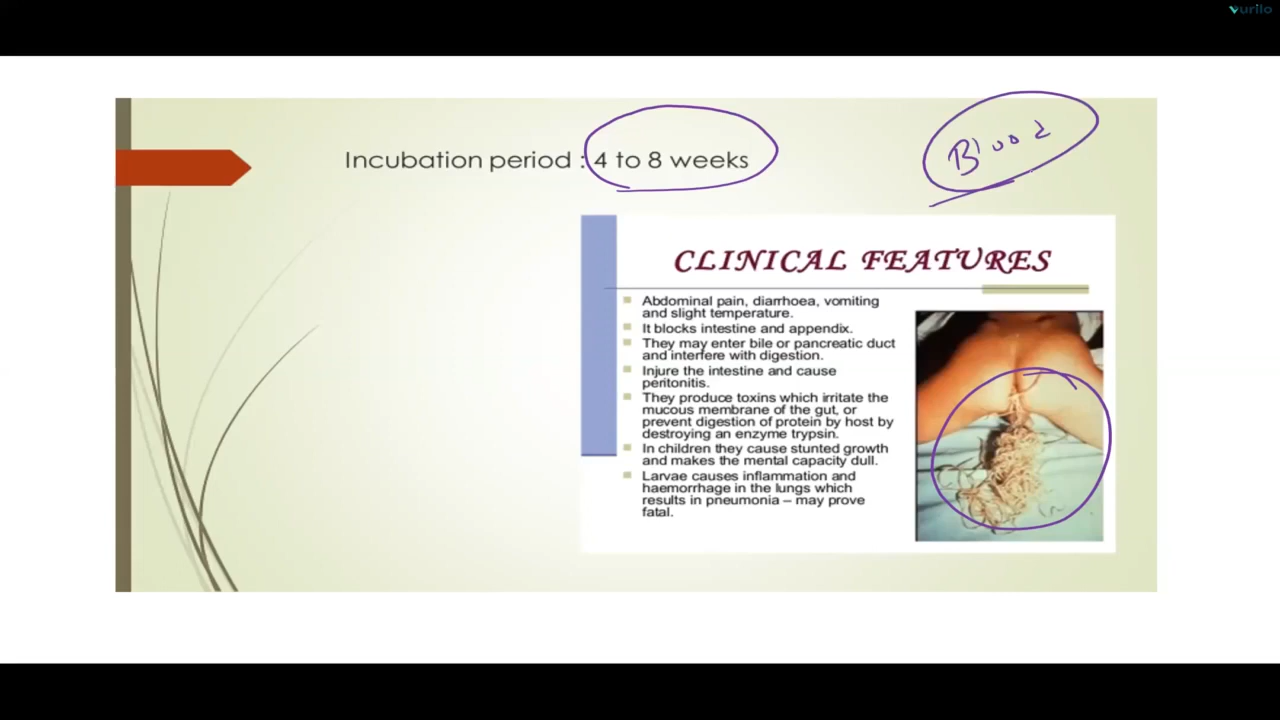 Vurilo
Incubation period : 4 to 8 weeks
Blood
CLINICAL FEATURES
Abdominal pain, diarrhoea, vomiting
and slight temperature.
It blocks intestine and appendix.
They may enter bile or pancreatic duct
and interfere with digestion.
Injure the intestine and cause
peritonitis.
They produce toxins which irritate the
mucous membrane of the gut, or
prevent digestion of protein by host by
destroying an enzyme trypsin.
In children they cause stunted growth
and makes the mental capacity dull.
Larvae causes inflammation and
haemorrhage in the lungs which
results in pneumonia – may prove
fatal.